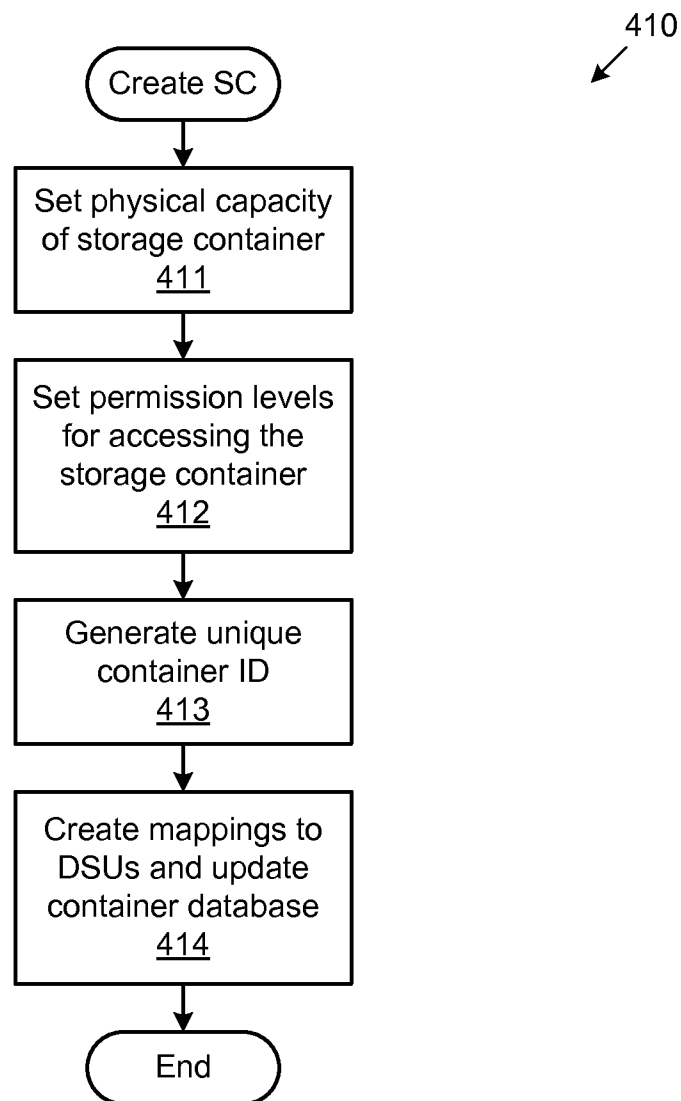 410
Create SC
Set physical capacity
of storage container
411
Set permission levels
for accessing the
storage container
412
Generate unique
container ID
413
Create mappings to
DSUs and update
container database
414
End